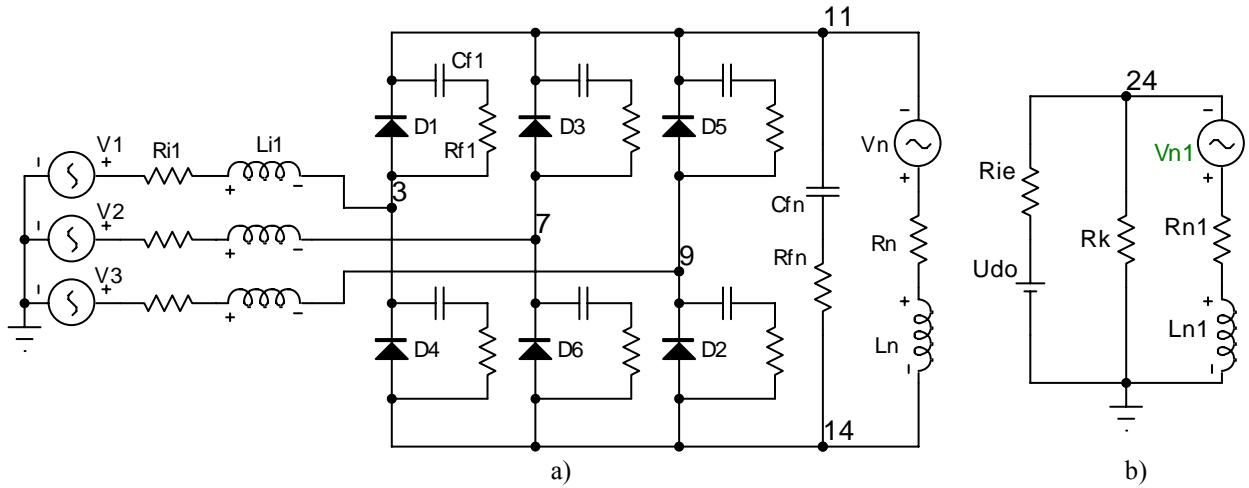 11
Cf1
Vn
D1
D3
D5
Rf1
V1
Ri1
Li1
3
V2
7
Cfn
Rn
V3
9
Rfn
D4
D6
D2
Ln
14
a)
24
Vn1
Rie
Rk
Rn1
Udo
Ln1
b)